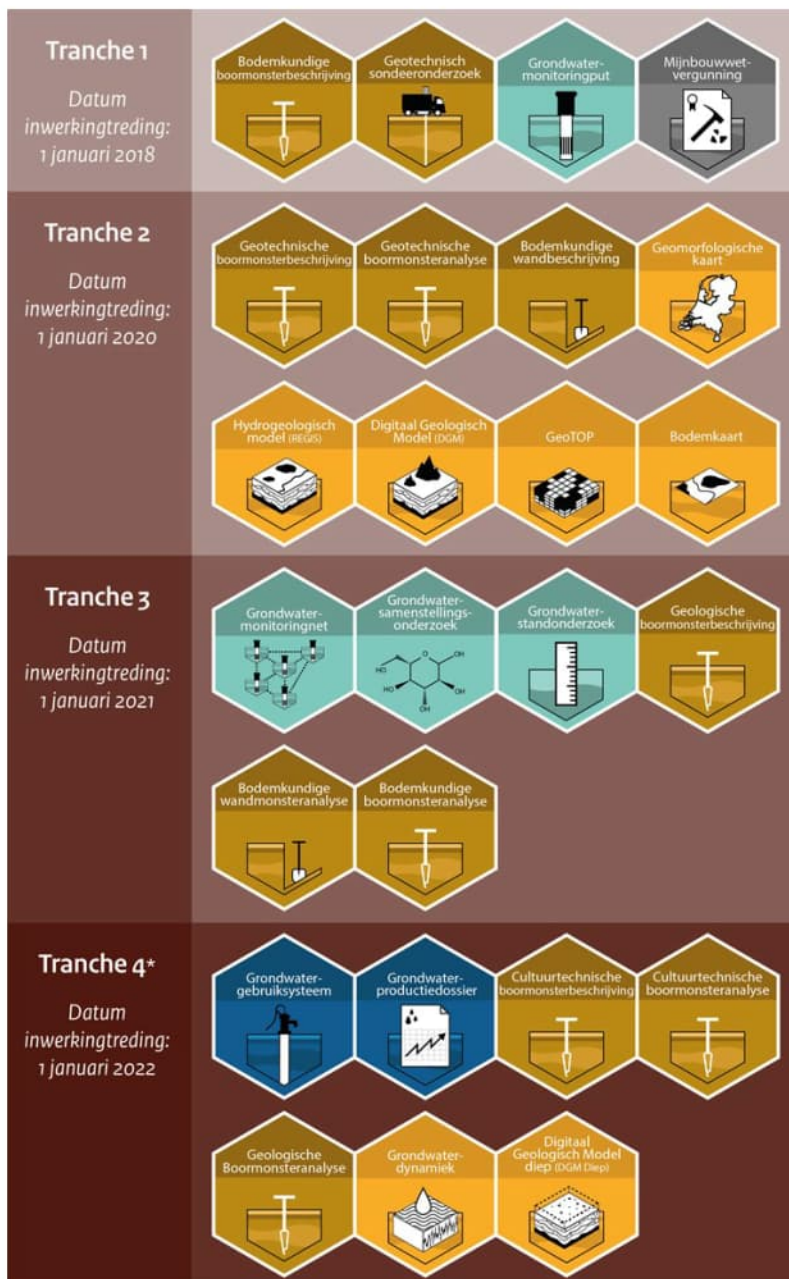 Tranche 1
Datum
inwerkingtreding:
1 januari 2018
Bodemkundige
boormonsterbeschrijving
Geotechnisch
sondeeronderzoek
Grondwater-
monitoringput
Mijnbouwwet-
vergunning
Tranche 2
Datum
inwerkingtreding:
1 januari 2020
Geotechnische
boormonsterbeschrijving
Geotechnische
boormonsteranalyse
Bodemkundige
wandbeschrijving
Geomorfologische
kaart
Hydrogeologisch
model (REGIS)
Digitaal Geologisch
Model (DGM)
GeoTOP
Bodemkaart
Tranche 3
Datum
inwerkingtreding:
1 januari 2021
Grondwater-
monitoringnet
Grondwater-
samenstellings-
onderzoek
HO
O
OH
HO
OH
OH
Grondwater-
standonderzoek
Geologische
boormonsterbeschrijving
Bodemkundige
wandmonsteranalyse
Bodemkundige
boormonsteranalyse
Tranche 4*
Datum
inwerkingtreding:
1 januari 2022
Grondwater-
gebruiksysteem
Grondwater-
productiedossier
Cultuurtechnische
boormonsterbeschrijving
Cultuurtechnische
boormonsteranalyse
Geologische
Boormonsteranalyse
Grondwater-
dynamiek
Digitaal
Geologisch Model
diep (DGM Diep)